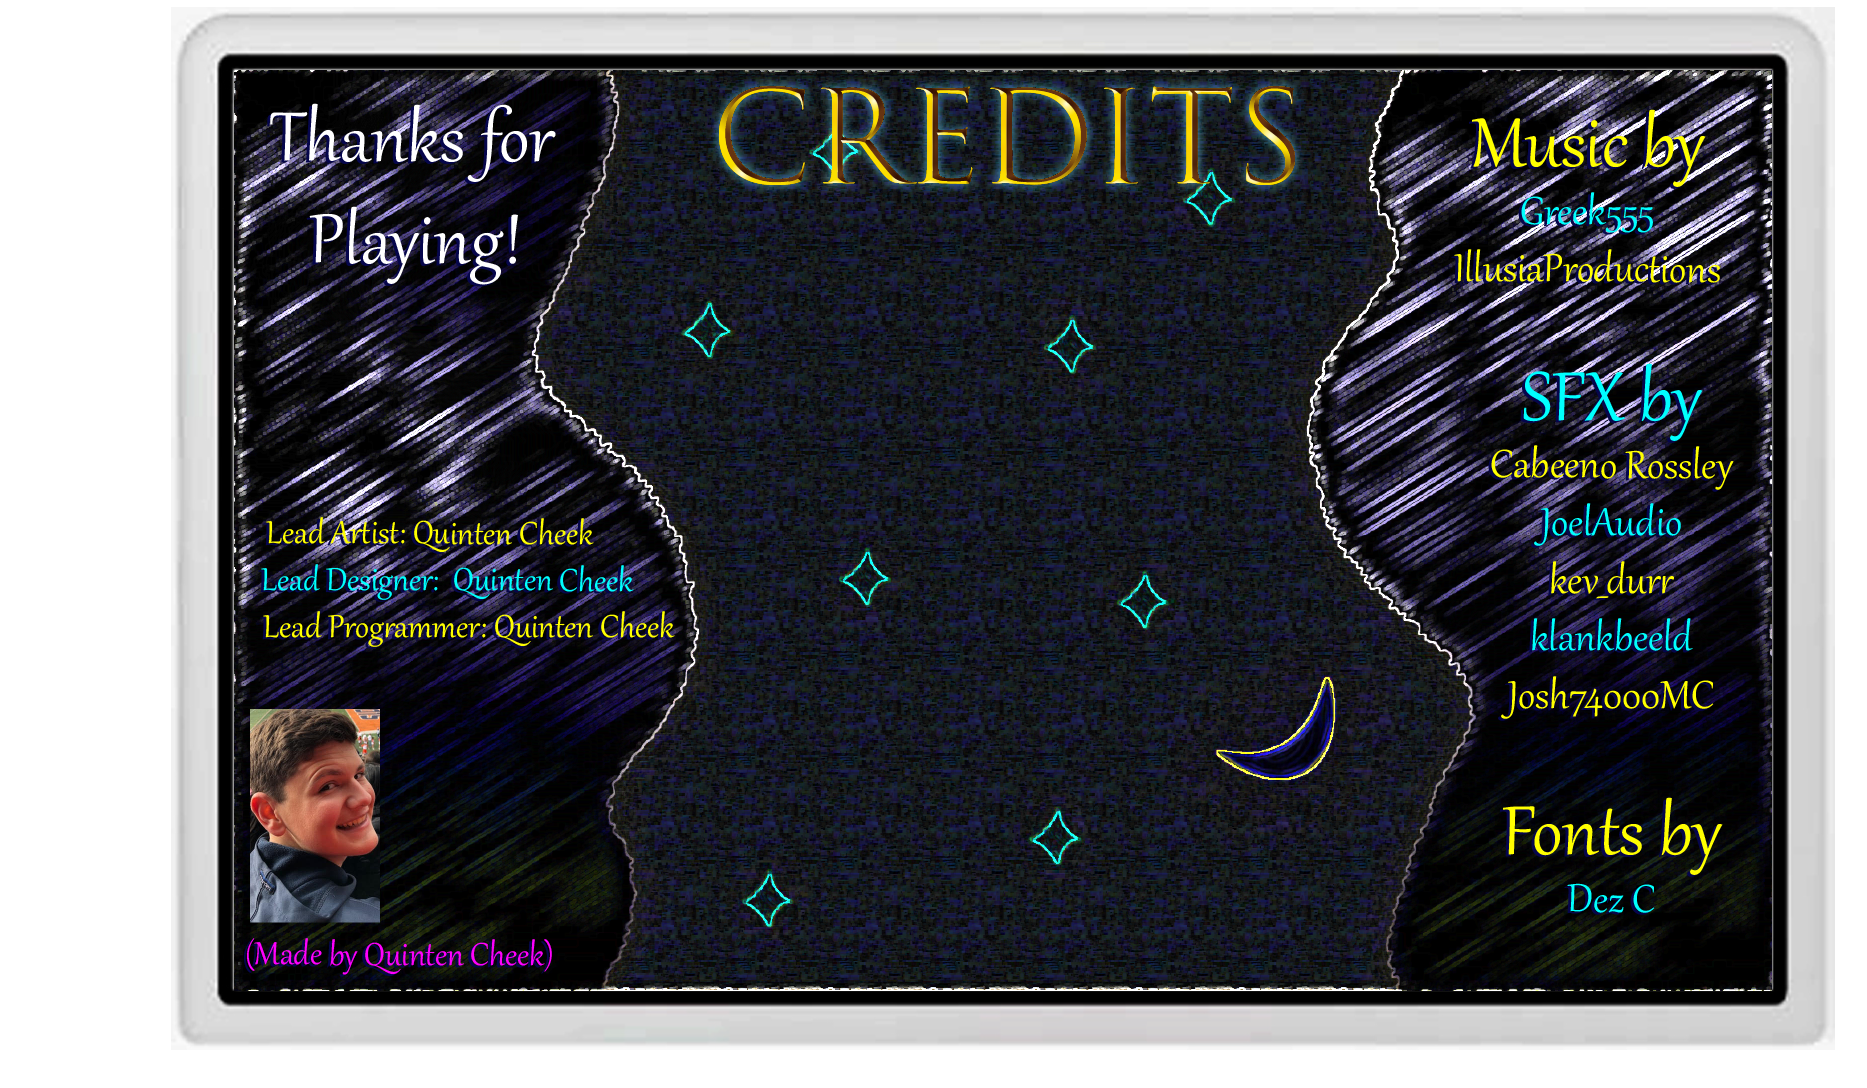 CREDITS
Thanks for
Playing!
Lead Artist: Quinten Cheek
Lead Designer: Quinten Cheek
Lead Programmer: Quinten Cheek
(Made by Quinten Cheek)
Music by
Greek555
IllusiaProductions
SFX by
Cabeeno Rossley
JoelAudio
kev_durr
klankbeeld
Josh74000MC
Fonts by
Dez C